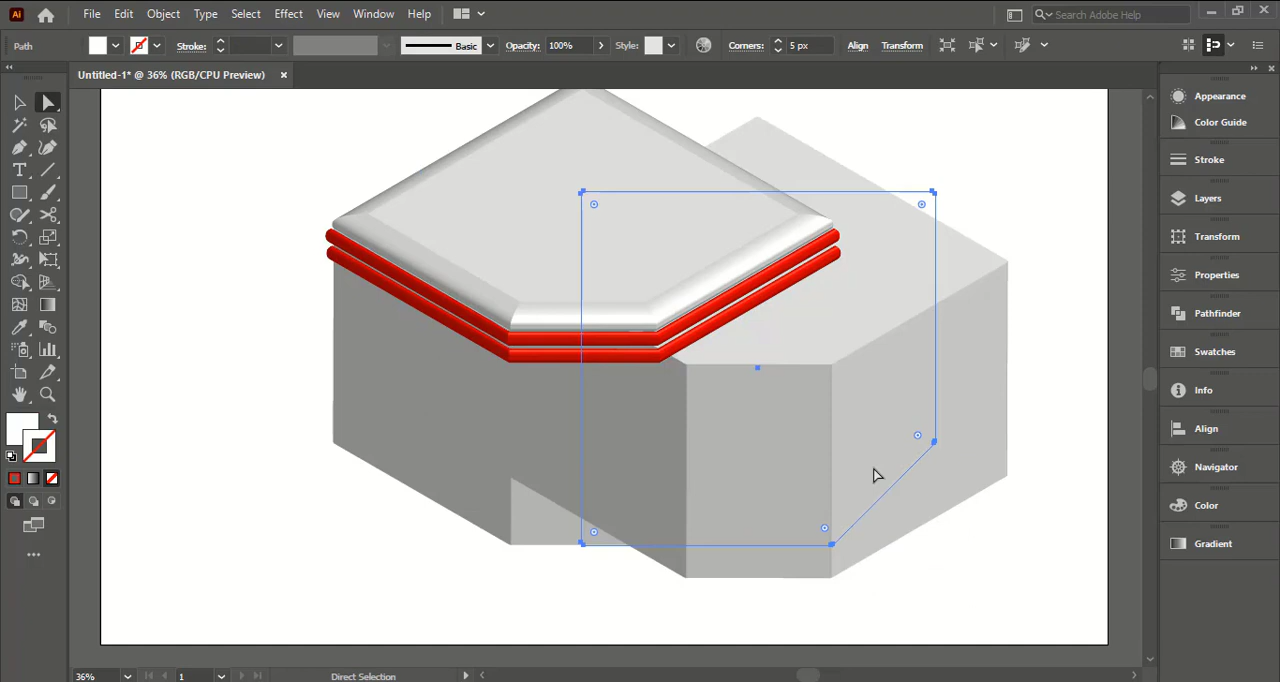 Ai File Edit Object Type Select Effect View Window Help Search Adobe Help
Path Stroke: Basic Opacity: 100% Style: Corners: 5 px Align Transform
Untitled-1* @ 36% (RGB/CPU Preview)
Appearance
Color Guide
Stroke
Layers
Transform
Properties
Pathfinder
Swatches
Info
Align
Navigator
Color
Gradient
36% 1 Direct Selection